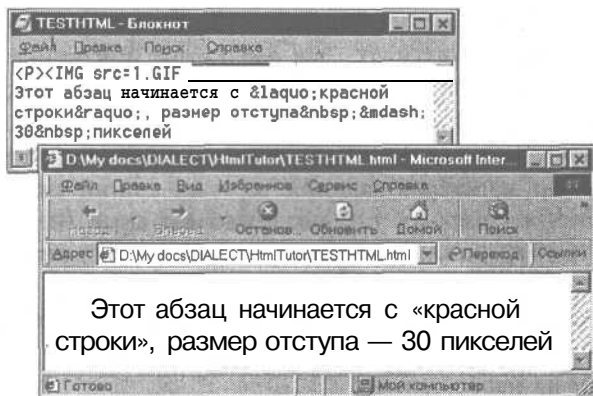 TESTHTML - Блокнот
Файл Правка Поиск Справка
<P><IMG src=1.GIF
Этот абзац начинается с &laquo;красной
строки&raquo;, размер отступа&nbsp;&mdash;
30&nbsp;пикселей
D:\My docs\DIALECT\HtmlTutor\TESTHTML.html - Microsoft Inter...
Файл Правка Вид Избранное Сервис Справка
Назад Вперед Останов... Обновить Домой Поиск
Адрес D:\My docs\DIALECT\HtmlTutor\TESTHTML.html Переход Ссылки
Этот абзац начинается с «красной
строки», размер отступа — 30 пикселей
Готово Мой компьютер